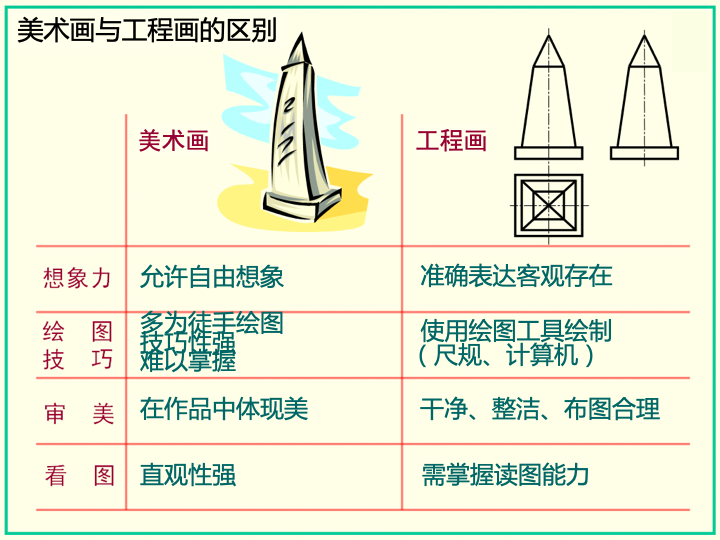 美术画与工程画的区别
美术画
工程画
想象力
允许自由想象
准确表达客观存在
绘图
技巧
多为徒手绘图
技巧性强
难以掌握
使用绘图工具绘制
（尺规、计算机）
审美
在作品中体现美
干净、整洁、布图合理
看图
直观性强
需掌握读图能力